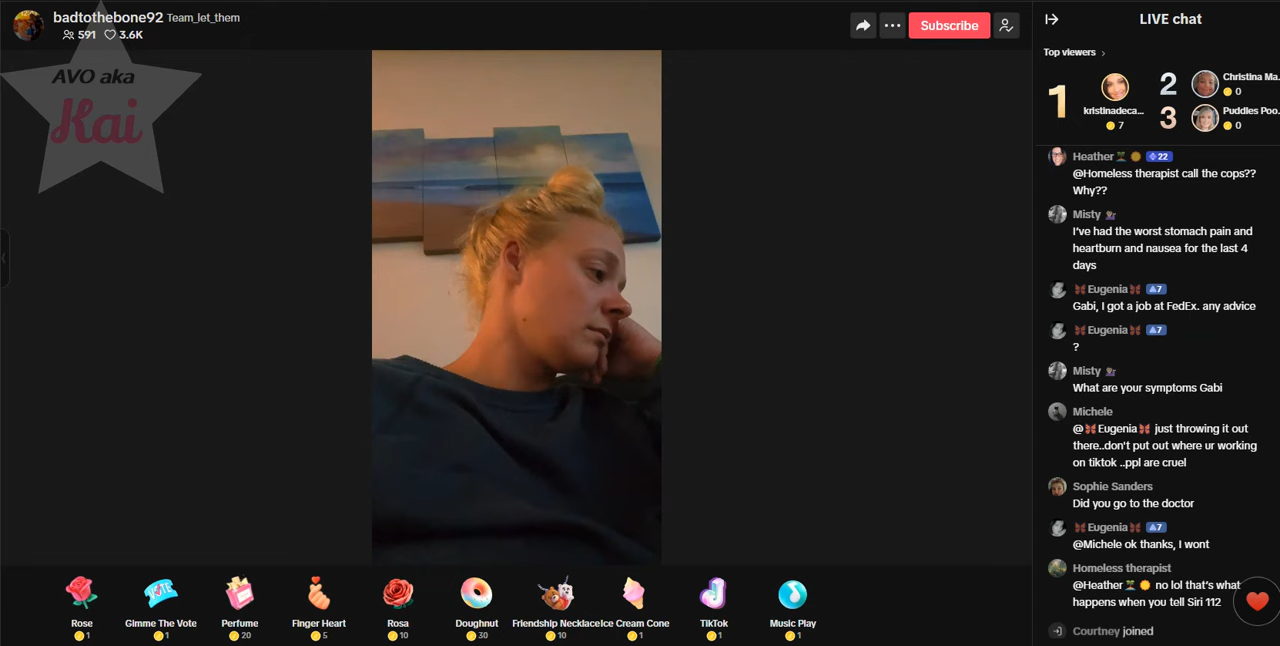 badtothebone92 Team_let_them
591 3.6K
Subscribe
AVO aka
Kai
LIVE chat
Top viewers
1
kristinadeca...
7
2
Christina Ma...
0
3
Puddles Poo...
0
Heather 22
@Homeless therapist call the cops??
Why??
Misty
I've had the worst stomach pain and
heartburn and nausea for the last 4
days
Eugenia 7
Gabi, I got a job at FedEx. any advice
Eugenia 7
?
Misty
What are your symptoms Gabi
Michele
@Eugenia just throwing it out
there..don't put out where ur working
on tiktok ..ppl are cruel
Sophie Sanders
Did you go to the doctor
Eugenia 7
@Michele ok thanks, I wont
Homeless therapist
@Heather no lol that's what
happens when you tell Siri 112
Courtney joined
Rose
1
Gimme The Vote
1
Perfume
20
Finger Heart
5
Rosa
10
Doughnut
30
Friendship Necklace
10
Ice Cream Cone
1
TikTok
1
Music Play
1